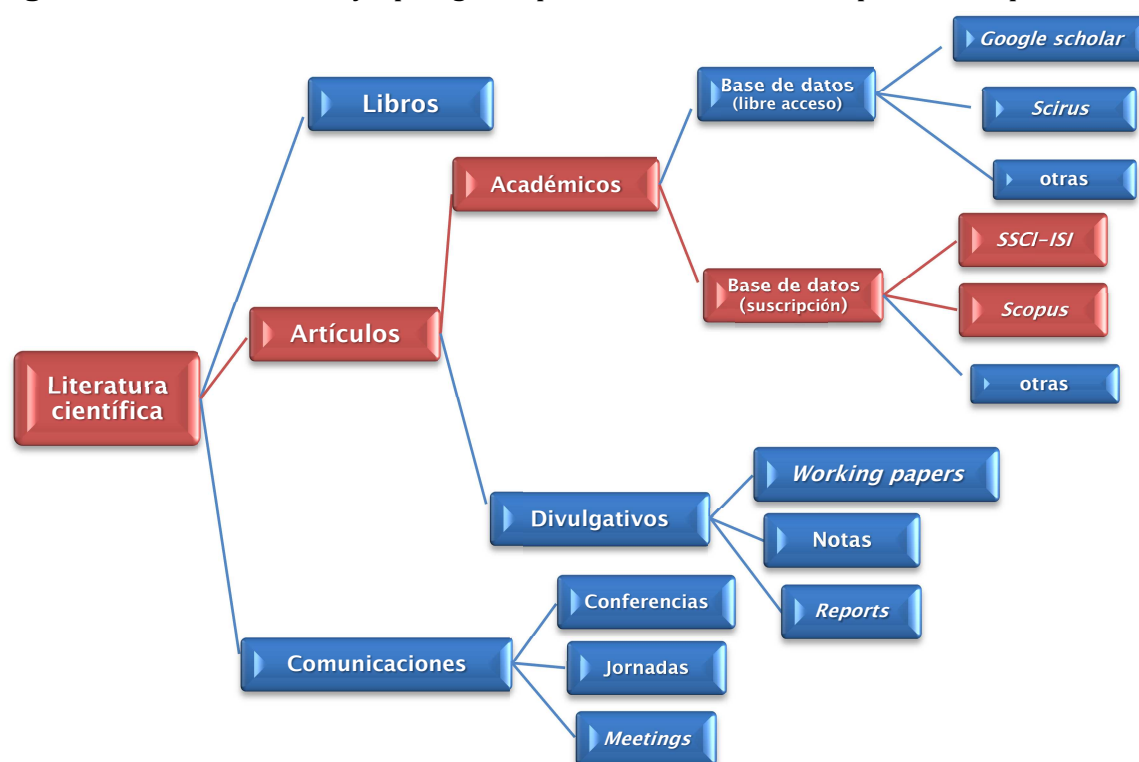 Google scholar
Base de datos
(libre acceso)
Libros
Scirus
Académicos
otras
SSCI-ISI
Base de datos
(suscripción)
Scopus
Artículos
Literatura
científica
otras
Working papers
Divulgativos
Notas
Conferencias
Reports
Comunicaciones
Jornadas
Meetings